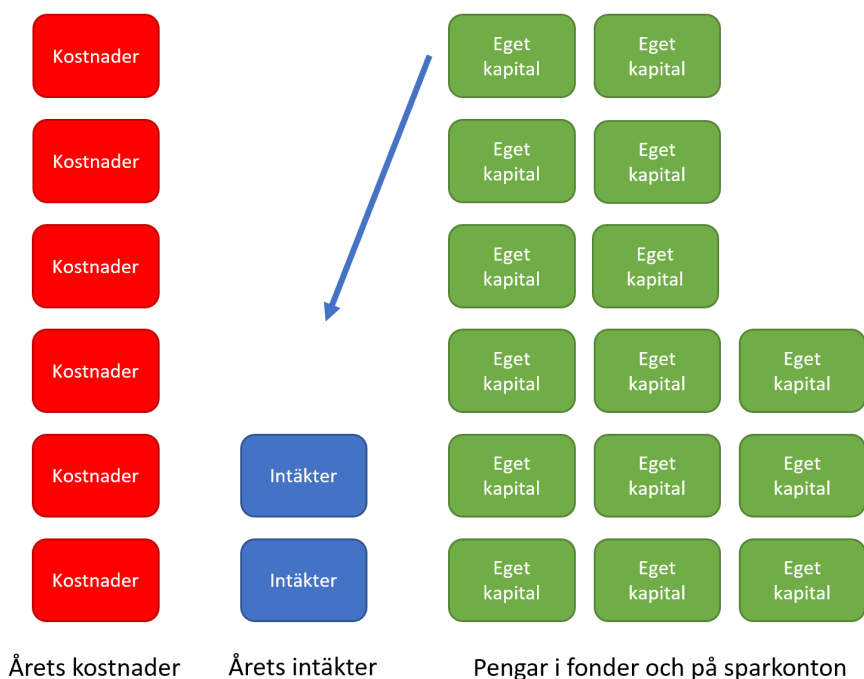 Kostnader
Eget
kapital
Eget
kapital
Kostnader
Eget
kapital
Eget
kapital
Kostnader
Eget
kapital
Eget
kapital
Kostnader
Eget
kapital
Eget
kapital
Eget
kapital
Kostnader
Intäkter
Eget
kapital
Eget
kapital
Eget
kapital
Kostnader
Intäkter
Eget
kapital
Eget
kapital
Eget
kapital
Årets kostnader
Årets intäkter
Pengar i fonder och på sparkonton